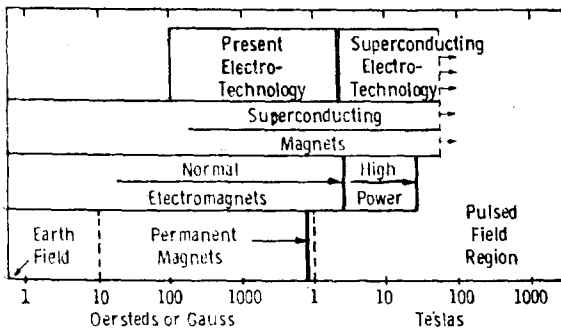 Present
Electro-
Technology
Superconducting
Electro-
Technology
Superconducting
Magnets
Normal
Electromagnets
High
Power
Earth
Field
Permanent
Magnets
Pulsed
Field
Region
1 10 100 1000 1 10 100 1000
Oersteds or Gauss Teslas